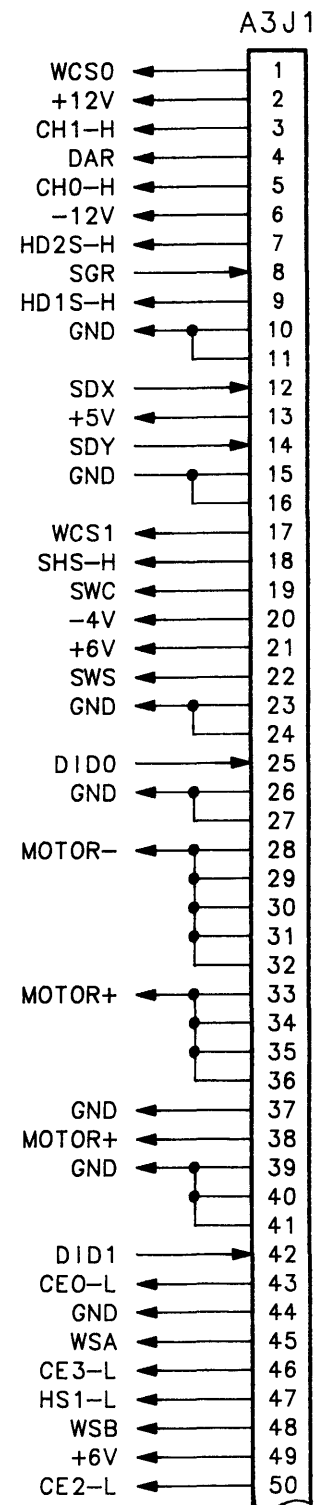 A3J1
WCS0 1
+12V 2
CH1-H 3
DAR 4
CH0-H 5
-12V 6
HD2S-H 7
SGR 8
HD1S-H 9
GND 10
11
SDX 12
+5V 13
SDY 14
GND 15
16
WCS1 17
SHS-H 18
SWC 19
-4V 20
+6V 21
SWS 22
GND 23
24
DID0 25
GND 26
27
MOTOR- 28
29
30
31
32
MOTOR+ 33
34
35
36
GND 37
MOTOR+ 38
GND 39
40
41
DID1 42
CE0-L 43
GND 44
WSA 45
CE3-L 46
HS1-L 47
WSB 48
+6V 49
CE2-L 50